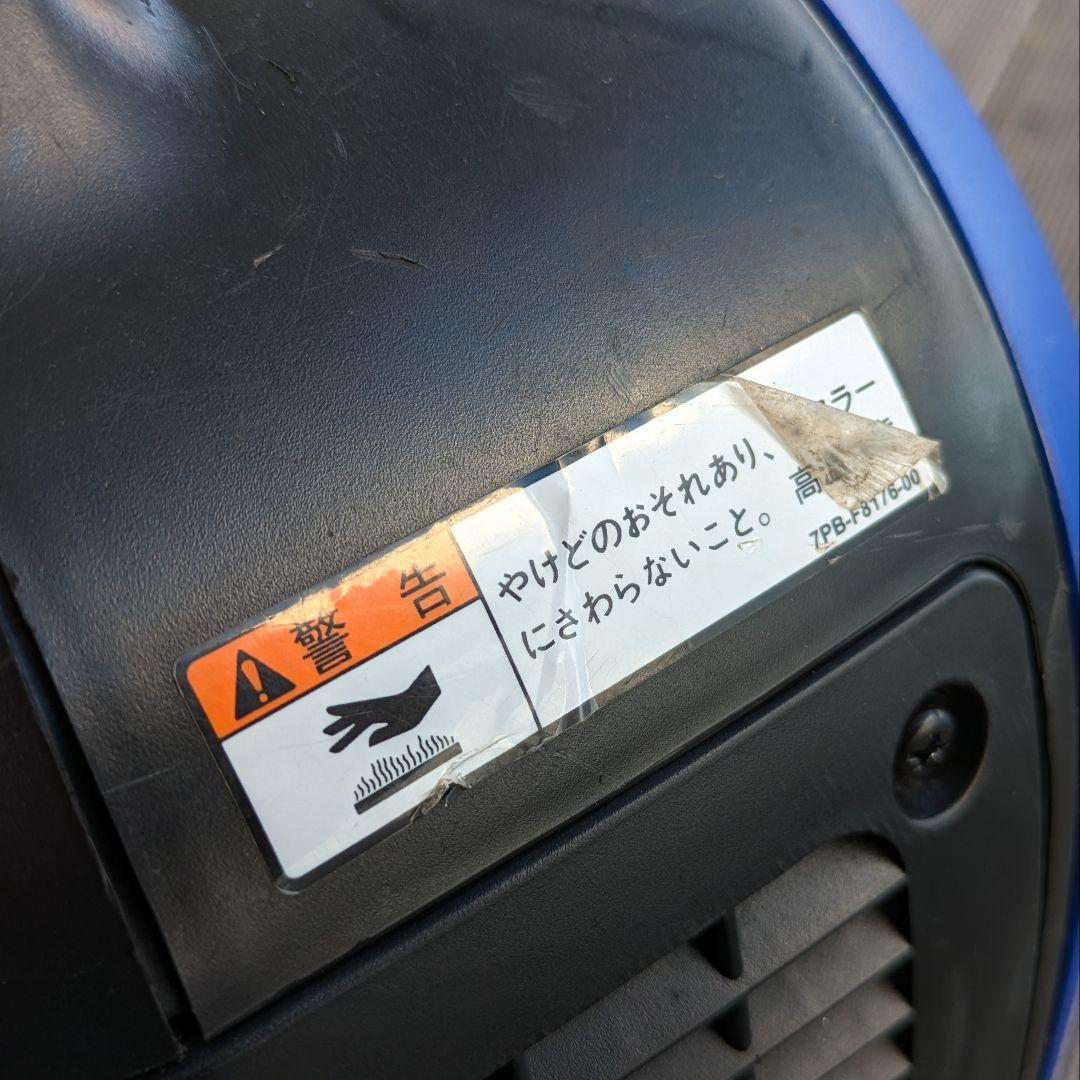 警告
やけどのおそれあり、
にさわらないこと。
ラー
高温
7PB-F8176-00